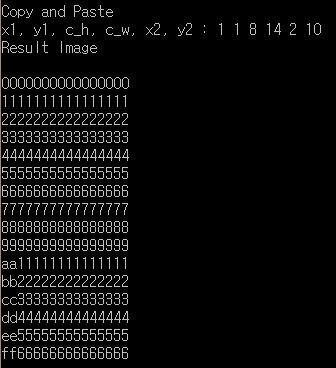 Copy and Paste
x1, y1, c_h, c_w, x2, y2 : 1 1 8 14 2 10
Result Image
0000000000000000
1111111111111111
2222222222222222
3333333333333333
4444444444444444
5555555555555555
6666666666666666
7777777777777777
8888888888888888
9999999999999999
aa11111111111111
bb22222222222222
cc33333333333333
dd44444444444444
ee55555555555555
ff66666666666666